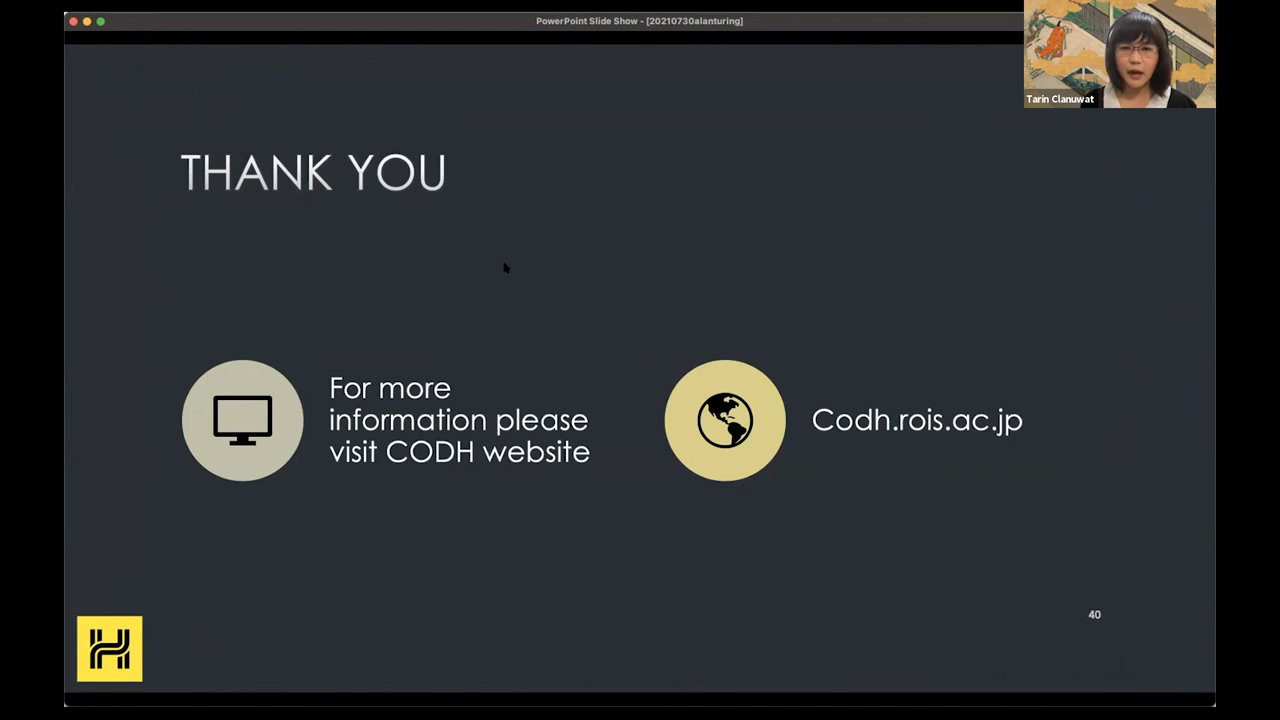 PowerPoint Slide Show - [20210730alanturing]
Tarin Clanuwat
THANK YOU
For more
information please
visit CODH website
Codh.rois.ac.jp
40
H